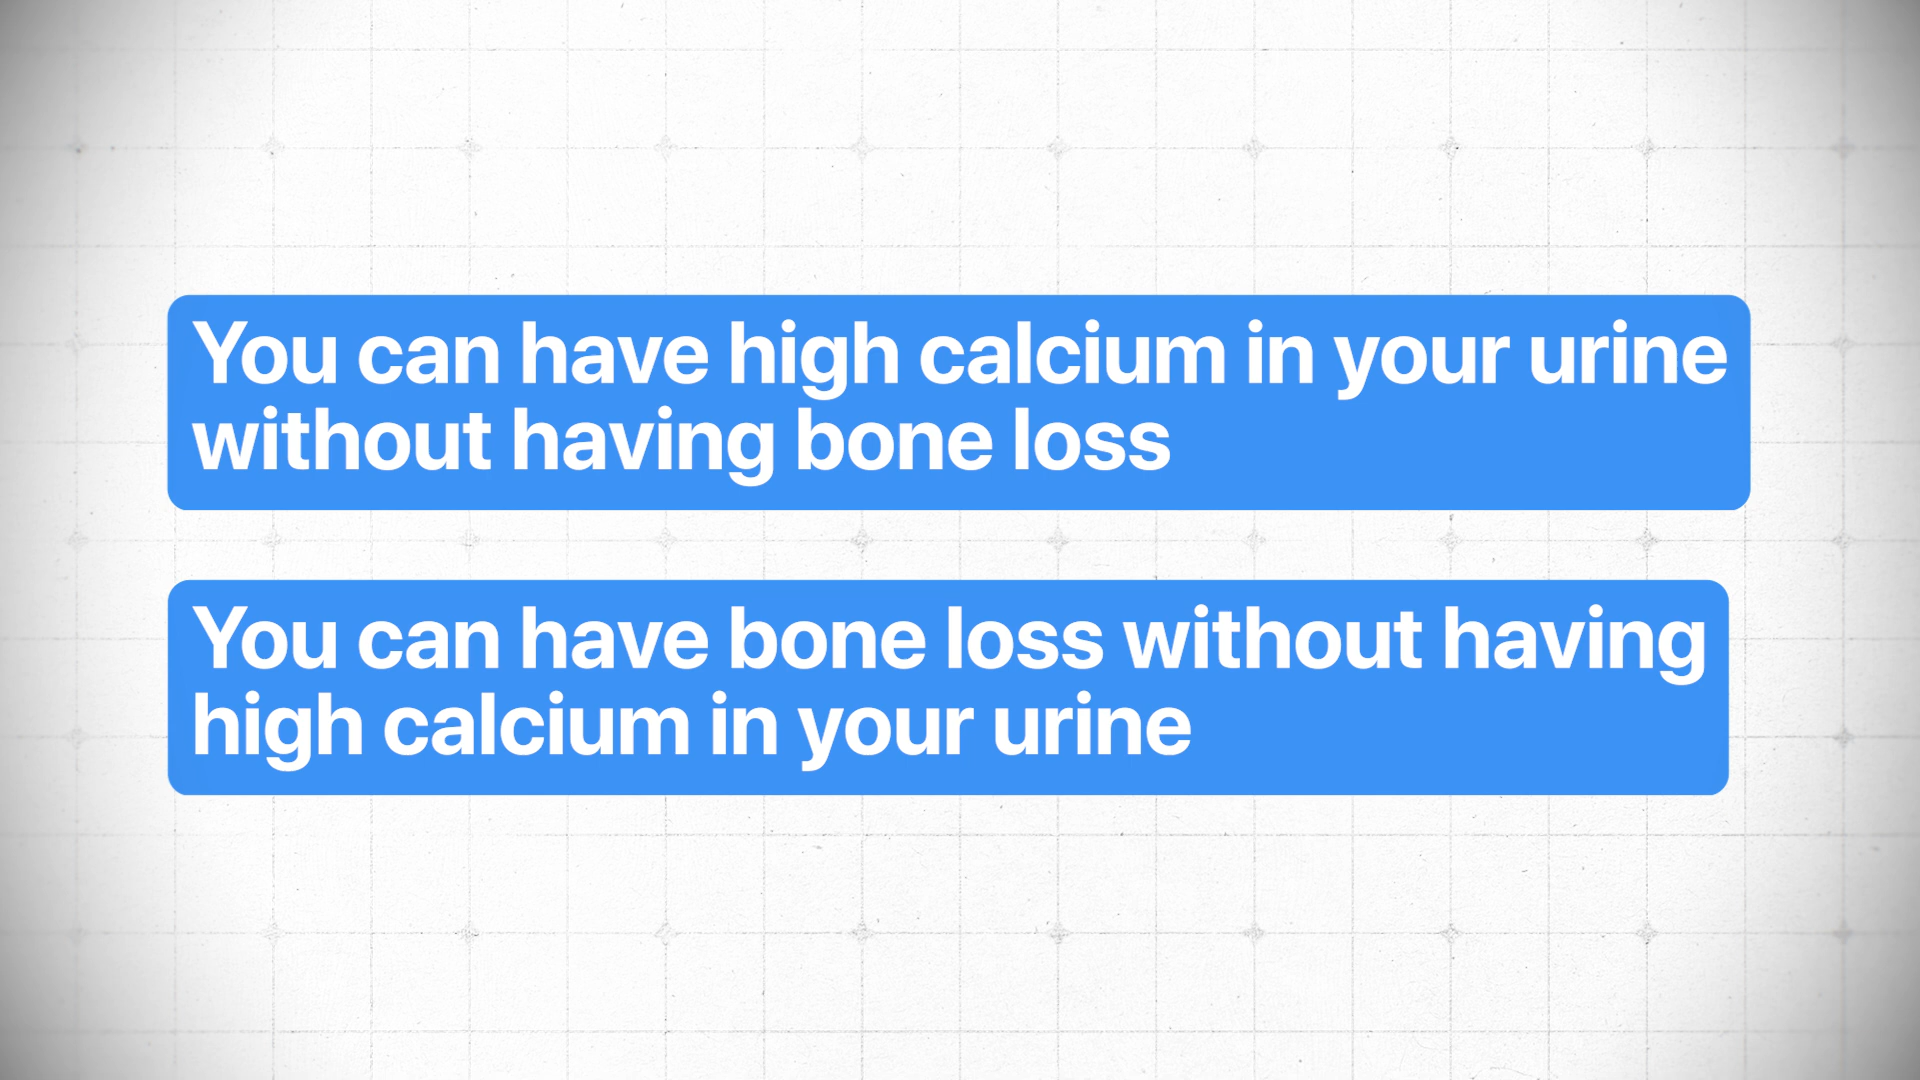 You can have high calcium in your urine
without having bone loss
You can have bone loss without having
high calcium in your urine